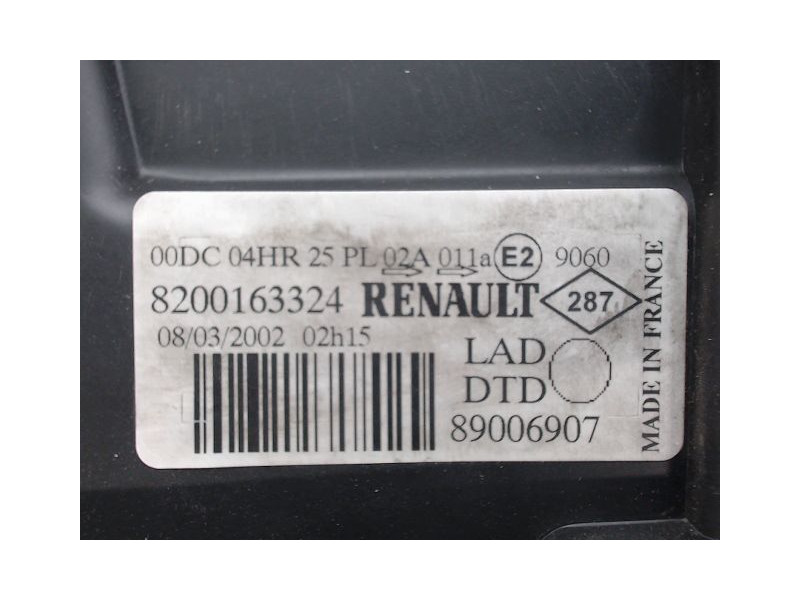 00DC 04HR 25 PL 02A 011a E2 9060
8200163324 RENAULT 287
08/03/2002 02h15
LAD
DTD
89006907
MADE IN FRANCE